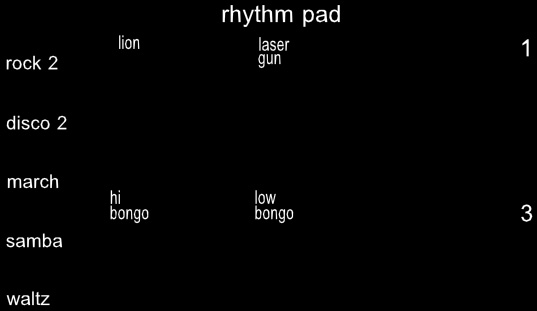 rhythm pad
lion
laser
gun
1
rock 2
disco 2
march
hi
bongo
low
bongo
3
samba
waltz